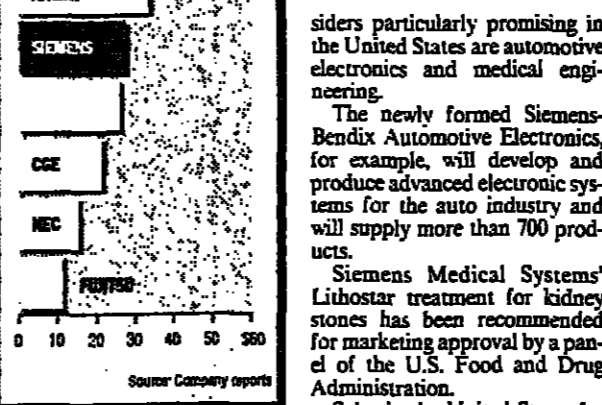 SIEMENS
CGE
NEC
FUJITSU
0 10 20 30 40 50 $60
Source: Company reports
siders particularly promising in
the United States are automotive
electronics and medical engi-
neering.
The newly formed Siemens-
Bendix Automotive Electronics,
for example, will develop and
produce advanced electronic sys-
tems for the auto industry and
will supply more than 700 prod-
ucts.
Siemens Medical Systems'
Lithostar treatment for kidney
stones has been recommended
for marketing approval by a pan-
el of the U.S. Food and Drug
Administration.